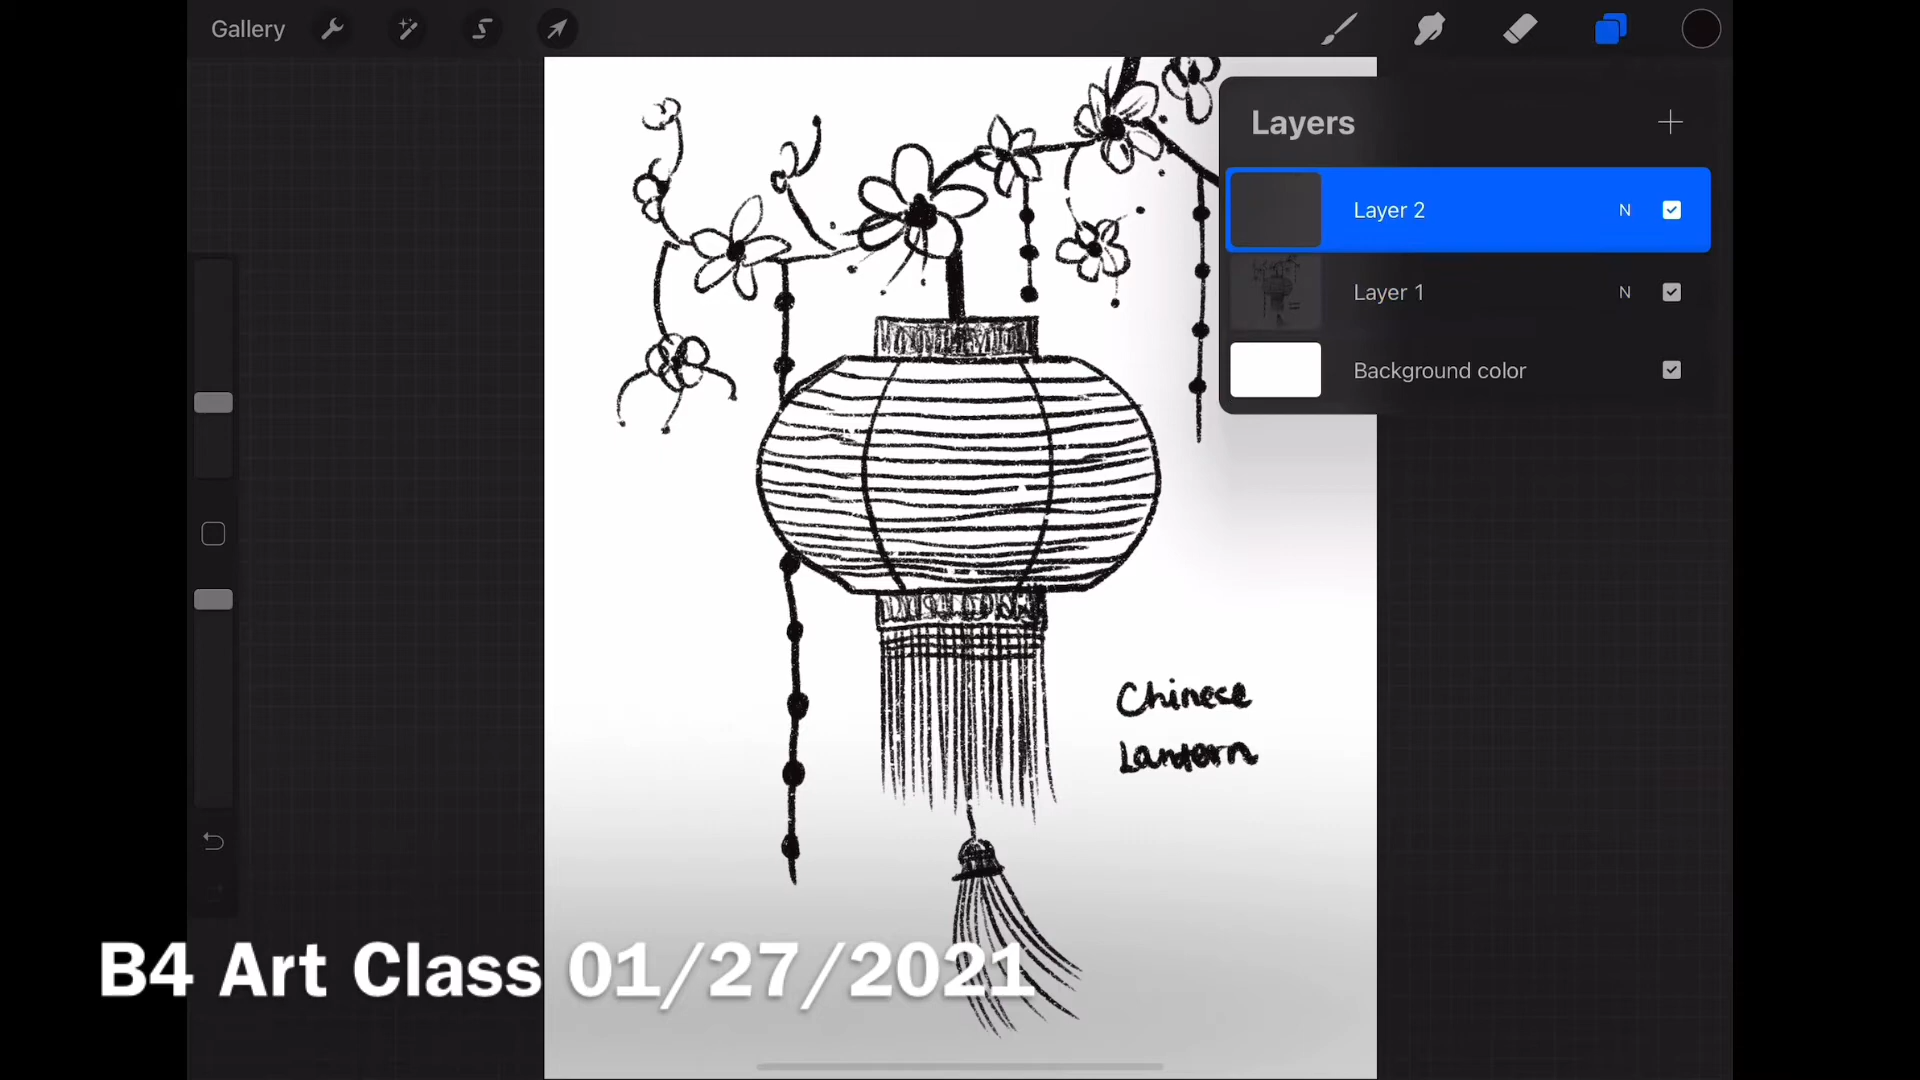 Gallery
Layers
Layer 2 N
Layer 1 N
Background color
Chinese
Lantern
B4 Art Class 01/27/2021